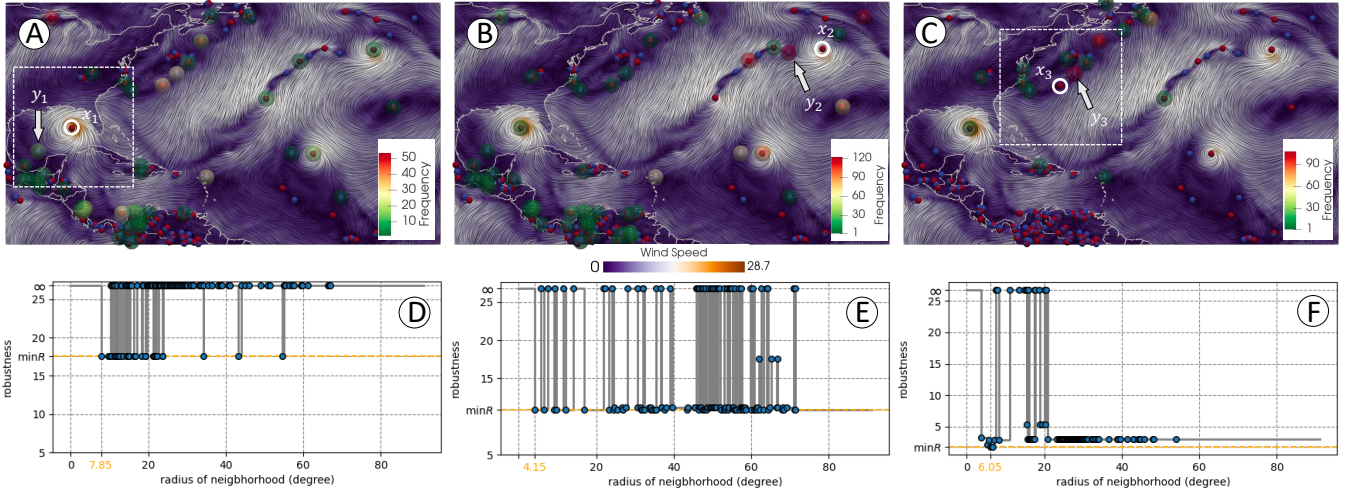 A
y₁
x₁
50
40
30
20
10
Frequency
B
x₂
y₂
120
90
60
30
1
Frequency
C
x₃
y₃
90
60
30
1
Frequency
Wind Speed
0
28.7
D
∞
25
20
minR
15
10
5
robustness
0
7.85
20
40
60
80
radius of neigbhorhood (degree)
E
∞
25
20
15
minR
5
robustness
4.15
20
40
60
80
radius of neigbhorhood (degree)
F
∞
25
20
15
10
5
minR
robustness
0
6.05
20
40
60
80
radius of neigbhorhood (degree)